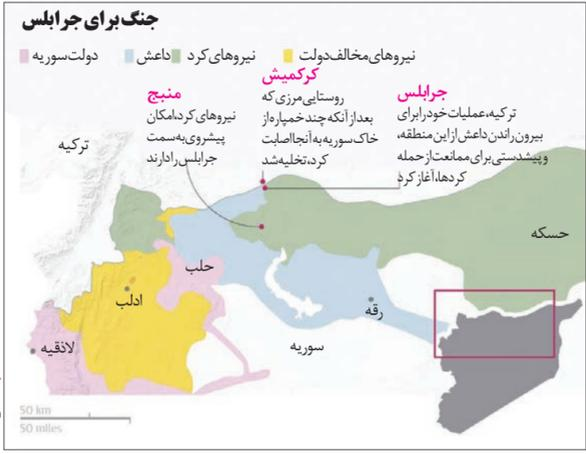 جنگ برای جرابلس
نیروهای مخالف دولت
نیروهای کرد
داعش
دولت سوریه
جرابلس
ترکیه، عملیات خود را برای
بیرون راندن داعش از این منطقه،
و پیشدستی برای ممانعت از حمله
کردها، آغاز کرد
کرکمیش
روستایی مرزی که
بعد از آنکه چند خمپاره از
خاک سوریه به آنجا اصابت
کرد، تخلیه شد
منبج
نیروهای کرد، امکان
پیشروی به سمت
جرابلس را دارند
ترکیه
حسکه
حلب
ادلب
رقه
لاذقیه
سوریه
50 km
50 miles